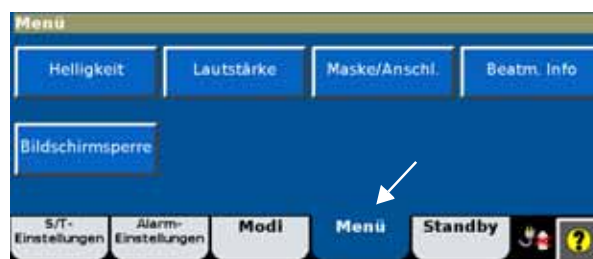 Menü
Helligkeit
Lautstärke
Maske/Anschl.
Beatm. Info
Bildschirmsperre
S/T-
Einstellungen
Alarm-
Einstellungen
Modi
Menü
Standby
?